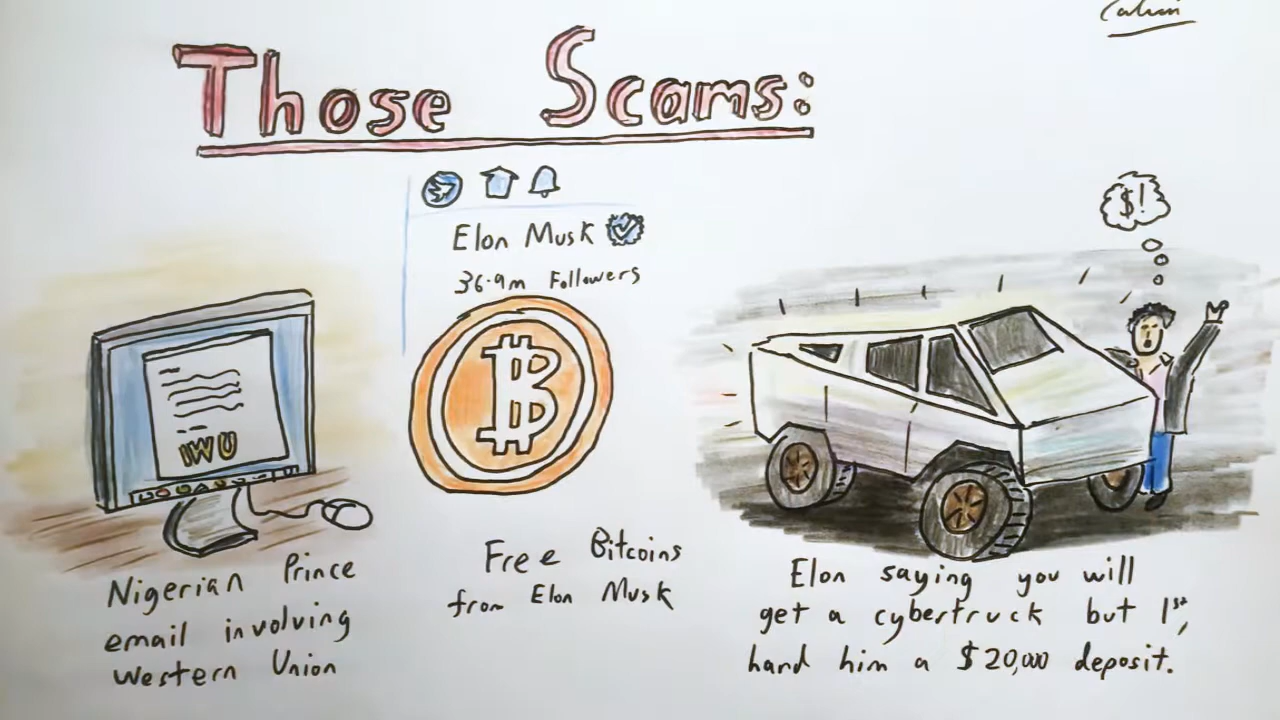 Those Scams:
Elon Musk
36.9m Followers
$!
IWU
₿
Nigerian Prince
email involving
Western Union
Free Bitcoins
from Elon Musk
Elon saying you will
get a cybertruck but 1st,
hand him a $20,000 deposit.